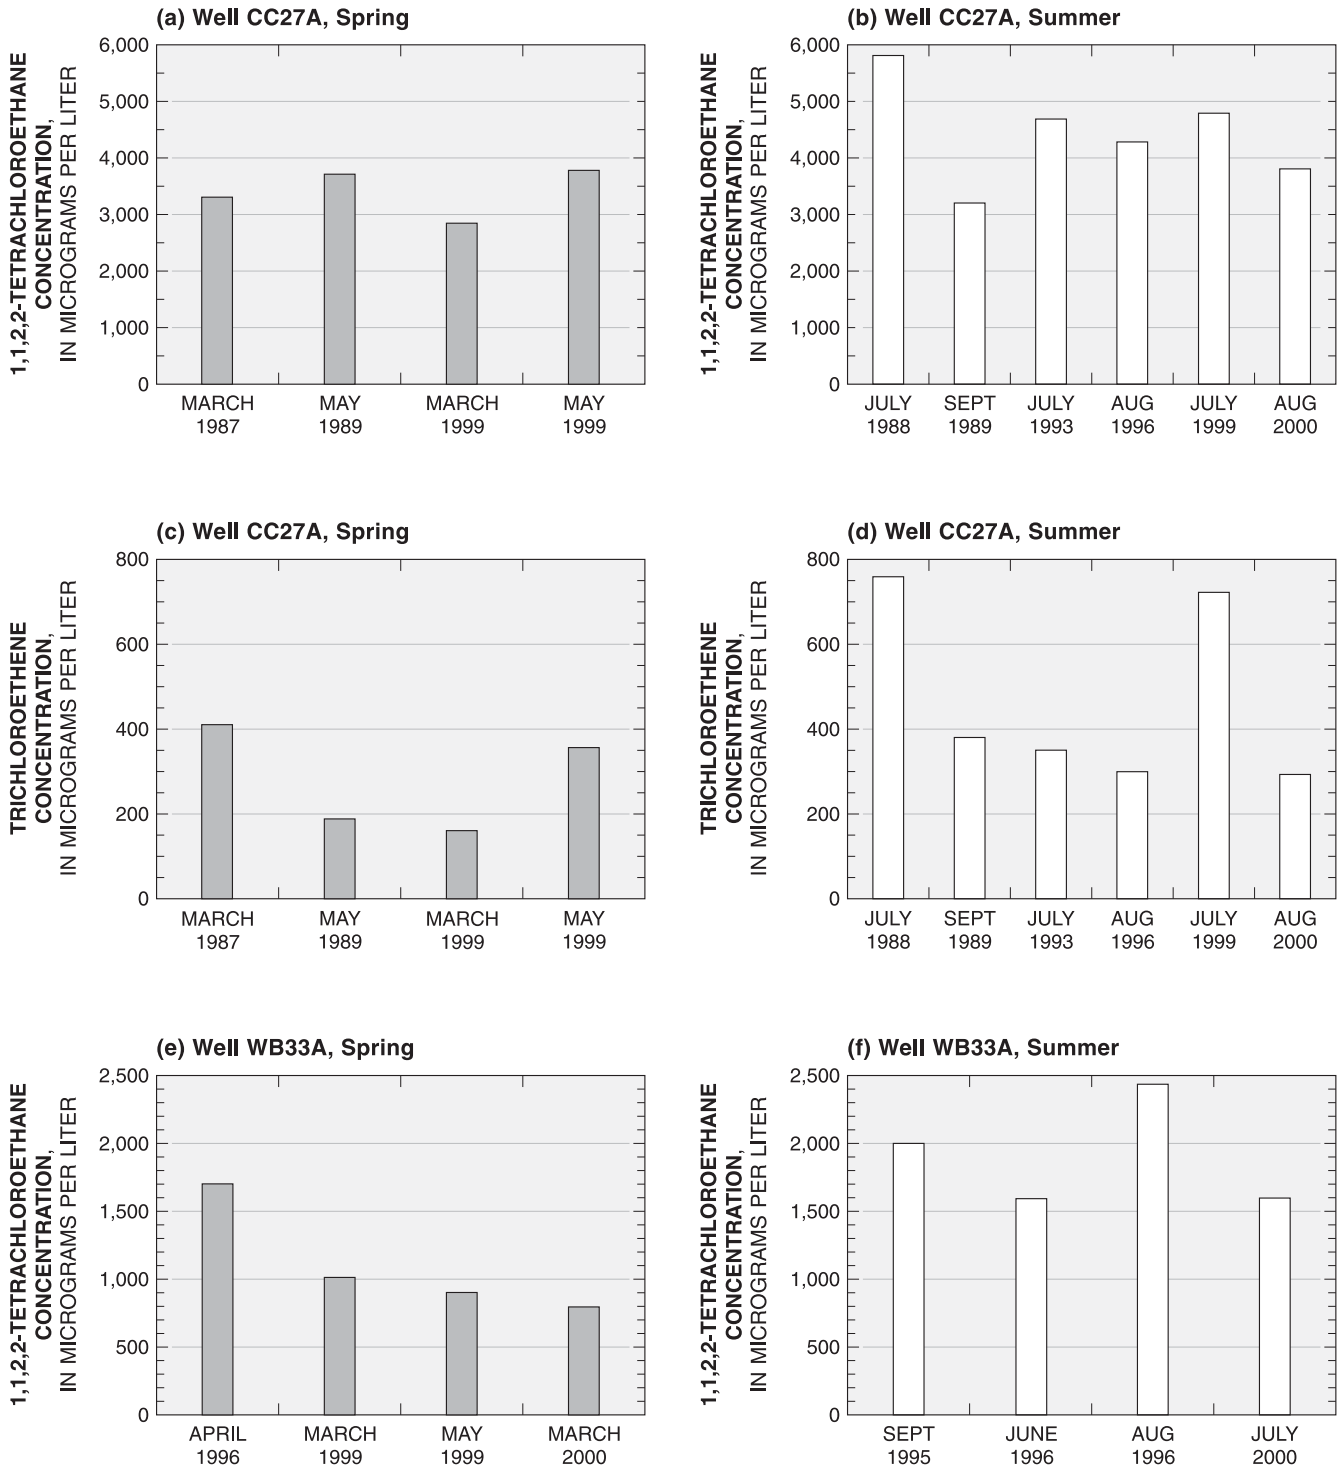 (a) Well CC27A, Spring
1,1,2,2-TETRACHLOROETHANE
CONCENTRATION,
IN MICROGRAMS PER LITER
6,000
5,000
4,000
3,000
2,000
1,000
0
MARCH MAY MARCH MAY
1987 1989 1999 1999
(b) Well CC27A, Summer
1,1,2,2-TETRACHLOROETHANE
CONCENTRATION,
IN MICROGRAMS PER LITER
6,000
5,000
4,000
3,000
2,000
1,000
0
JULY SEPT JULY AUG JULY AUG
1988 1989 1993 1996 1999 2000
(c) Well CC27A, Spring
TRICHLOROETHENE
CONCENTRATION,
IN MICROGRAMS PER LITER
800
600
400
200
0
MARCH MAY MARCH MAY
1987 1989 1999 1999
(d) Well CC27A, Summer
TRICHLOROETHENE
CONCENTRATION,
IN MICROGRAMS PER LITER
800
600
400
200
0
JULY SEPT JULY AUG JULY AUG
1988 1989 1993 1996 1999 2000
(e) Well WB33A, Spring
1,1,2,2-TETRACHLOROETHANE
CONCENTRATION,
IN MICROGRAMS PER LITER
2,500
2,000
1,500
1,000
500
0
APRIL MARCH MAY MARCH
1996 1999 1999 2000
(f) Well WB33A, Summer
1,1,2,2-TETRACHLOROETHANE
CONCENTRATION,
IN MICROGRAMS PER LITER
2,500
2,000
1,500
1,000
500
0
SEPT JUNE AUG JULY
1995 1996 1996 2000